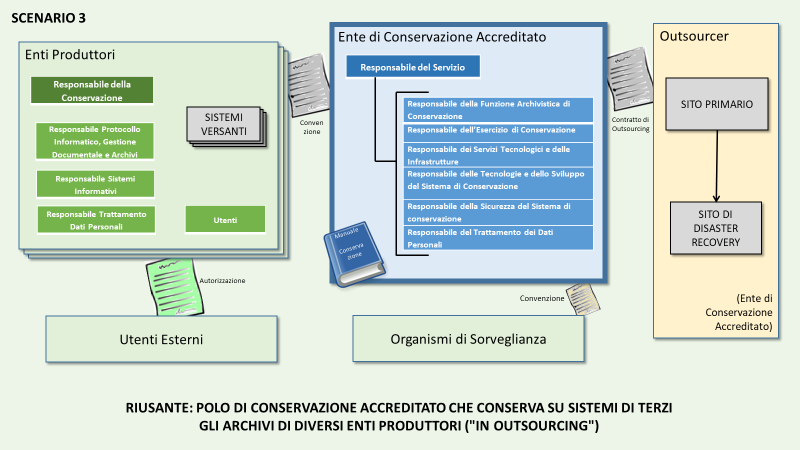 SCENARIO 3
Enti Produttori
Responsabile della
Conservazione
Responsabile Protocollo
Informatico, Gestione
Documentale e Archivi
Responsabile Sistemi
Informativi
Responsabile Trattamento
Dati Personali
SISTEMI
VERSANTI
Utenti
Conven
zione
Ente di Conservazione Accreditato
Responsabile del Servizio
Responsabile della Funzione Archivistica di
Conservazione
Responsabile dell'Esercizio di Conservazione
Responsabile dei Servizi Tecnologici e delle
Infrastrutture
Responsabile delle Tecnologie e dello Sviluppo
del Sistema di Conservazione
Responsabile della Sicurezza del Sistema di
conservazione
Responsabile del Trattamento dei Dati
Personali
Manuale
Conserva
zione
Contratto di
Outsourcing
Outsourcer
SITO PRIMARIO
SITO DI
DISASTER
RECOVERY
(Ente di
Conservazione
Accreditato)
Autorizzazione
Convenzione
Utenti Esterni
Organismi di Sorveglianza
RIUSANTE: POLO DI CONSERVAZIONE ACCREDITATO CHE CONSERVA SU SISTEMI DI TERZI
GLI ARCHIVI DI DIVERSI ENTI PRODUTTORI ("IN OUTSOURCING")